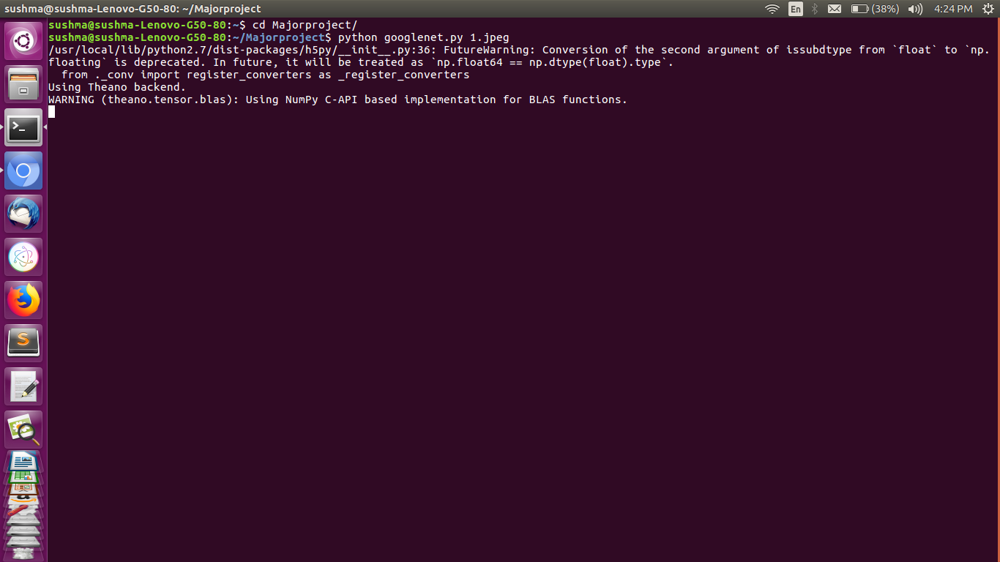 sushma@sushma-Lenovo-G50-80: ~/Majorproject
En
(38%)
4:24 PM
sushma@sushma-Lenovo-G50-80:~$ cd Majorproject/
sushma@sushma-Lenovo-G50-80:~/Majorproject$ python googlenet.py 1.jpeg
/usr/local/lib/python2.7/dist-packages/h5py/__init__.py:36: FutureWarning: Conversion of the second argument of issubdtype from `float` to `np.
floating` is deprecated. In future, it will be treated as `np.float64 == np.dtype(float).type`.
  from ._conv import register_converters as _register_converters
Using Theano backend.
WARNING (theano.tensor.blas): Using NumPy C-API based implementation for BLAS functions.